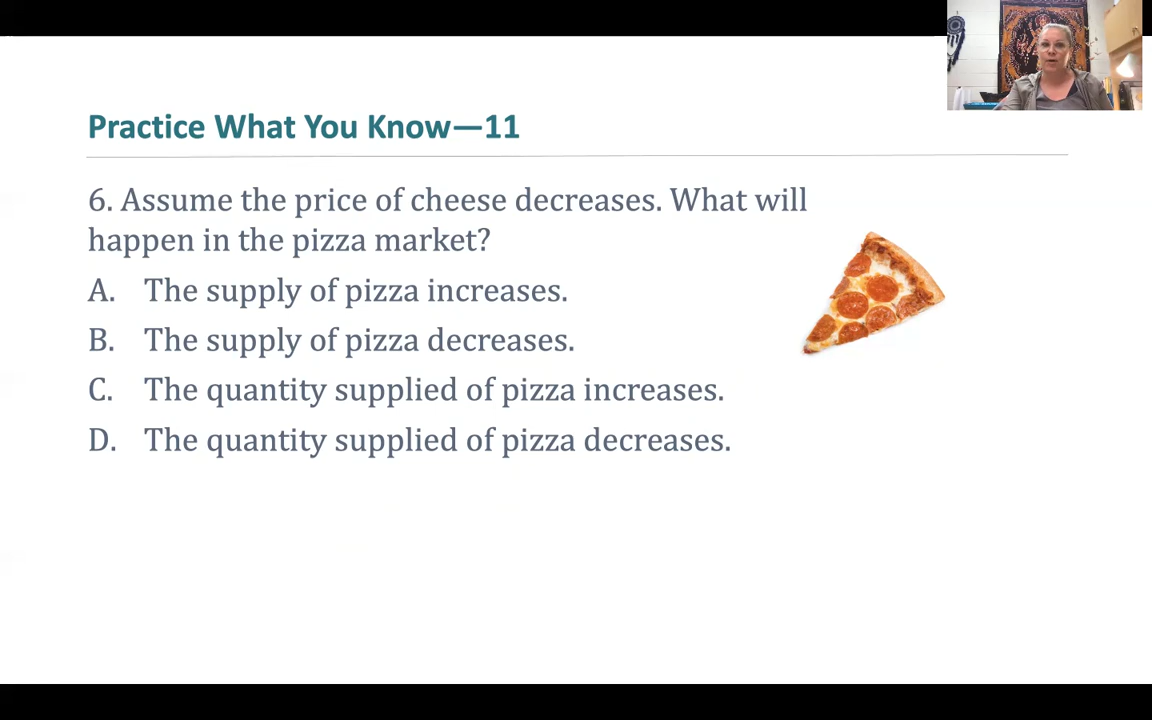 Practice What You Know—11
6. Assume the price of cheese decreases. What will
happen in the pizza market?
A. The supply of pizza increases.
B. The supply of pizza decreases.
C. The quantity supplied of pizza increases.
D. The quantity supplied of pizza decreases.